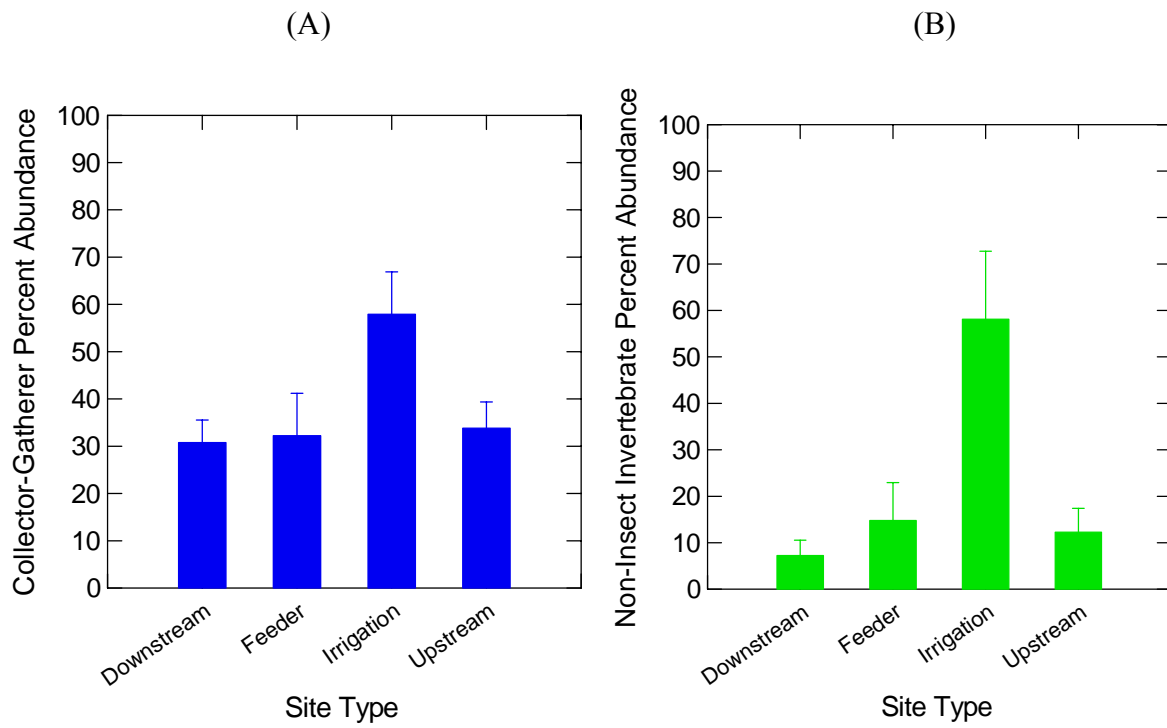 (A)
Collector-Gatherer Percent Abundance
100
90
80
70
60
50
40
30
20
10
0
Downstream
Feeder
Irrigation
Upstream
Site Type
(B)
Non-Insect Invertebrate Percent Abundance
100
90
80
70
60
50
40
30
20
10
0
Downstream
Feeder
Irrigation
Upstream
Site Type